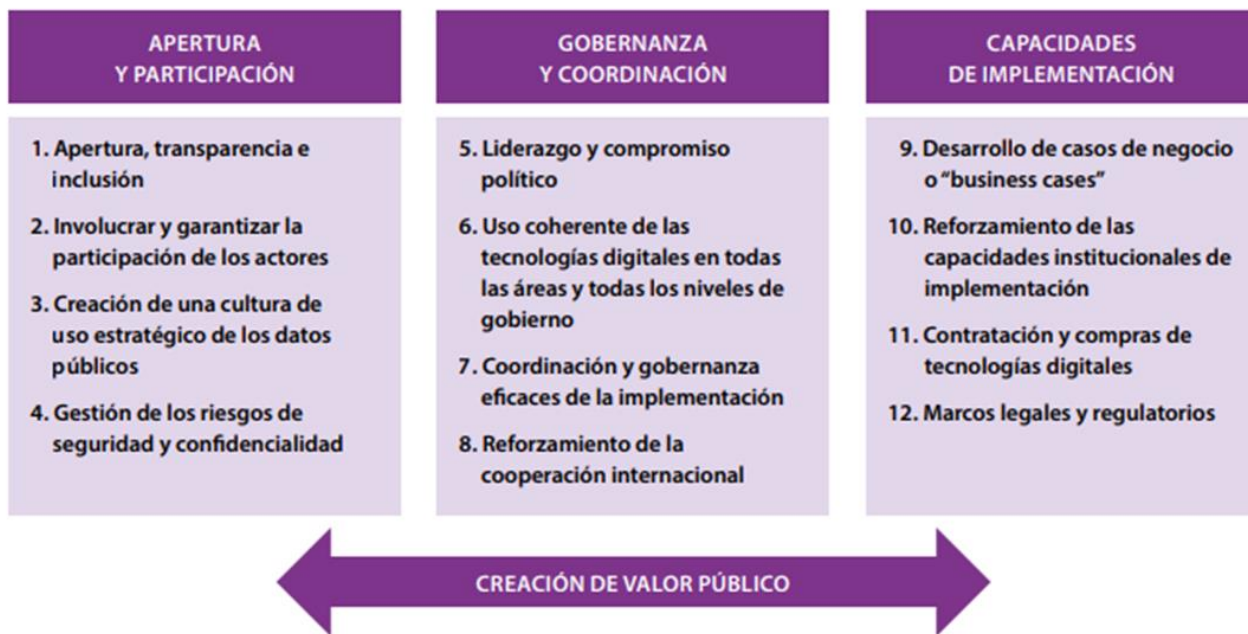 APERTURA
Y PARTICIPACIÓN
1. Apertura, transparencia e
inclusión
2. Involucrar y garantizar la
participación de los actores
3. Creación de una cultura de
uso estratégico de los datos
públicos
4. Gestión de los riesgos de
seguridad y confidencialidad
GOBERNANZA
Y COORDINACIÓN
5. Liderazgo y compromiso
político
6. Uso coherente de las
tecnologías digitales en todas
las áreas y todas los niveles de
gobierno
7. Coordinación y gobernanza
eficaces de la implementación
8. Reforzamiento de la
cooperación internacional
CAPACIDADES
DE IMPLEMENTACIÓN
9. Desarrollo de casos de negocio
o “business cases”
10. Reforzamiento de las
capacidades institucionales de
implementación
11. Contratación y compras de
tecnologías digitales
12. Marcos legales y regulatorios
CREACIÓN DE VALOR PÚBLICO